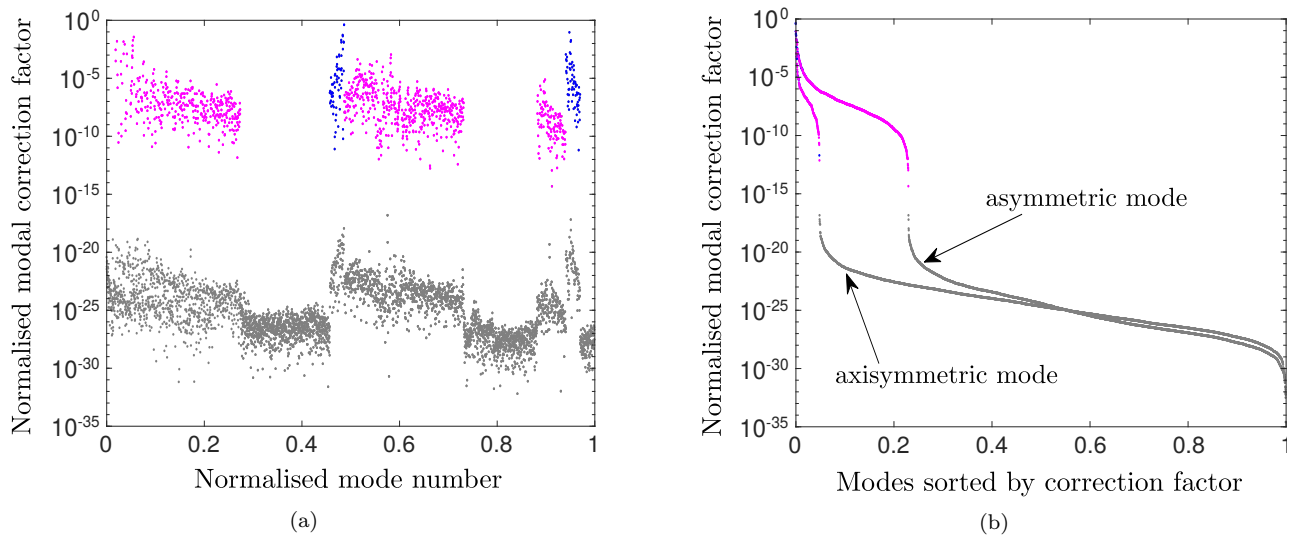 Normalised modal correction factor
10^0
10^-5
10^-10
10^-15
10^-20
10^-25
10^-30
10^-35
0 0.2 0.4 0.6 0.8 1
Normalised mode number
(a)
Normalised modal correction factor
10^0
10^-5
10^-10
10^-15
10^-20
10^-25
10^-30
10^-35
asymmetric mode
axisymmetric mode
0 0.2 0.4 0.6 0.8 1
Modes sorted by correction factor
(b)